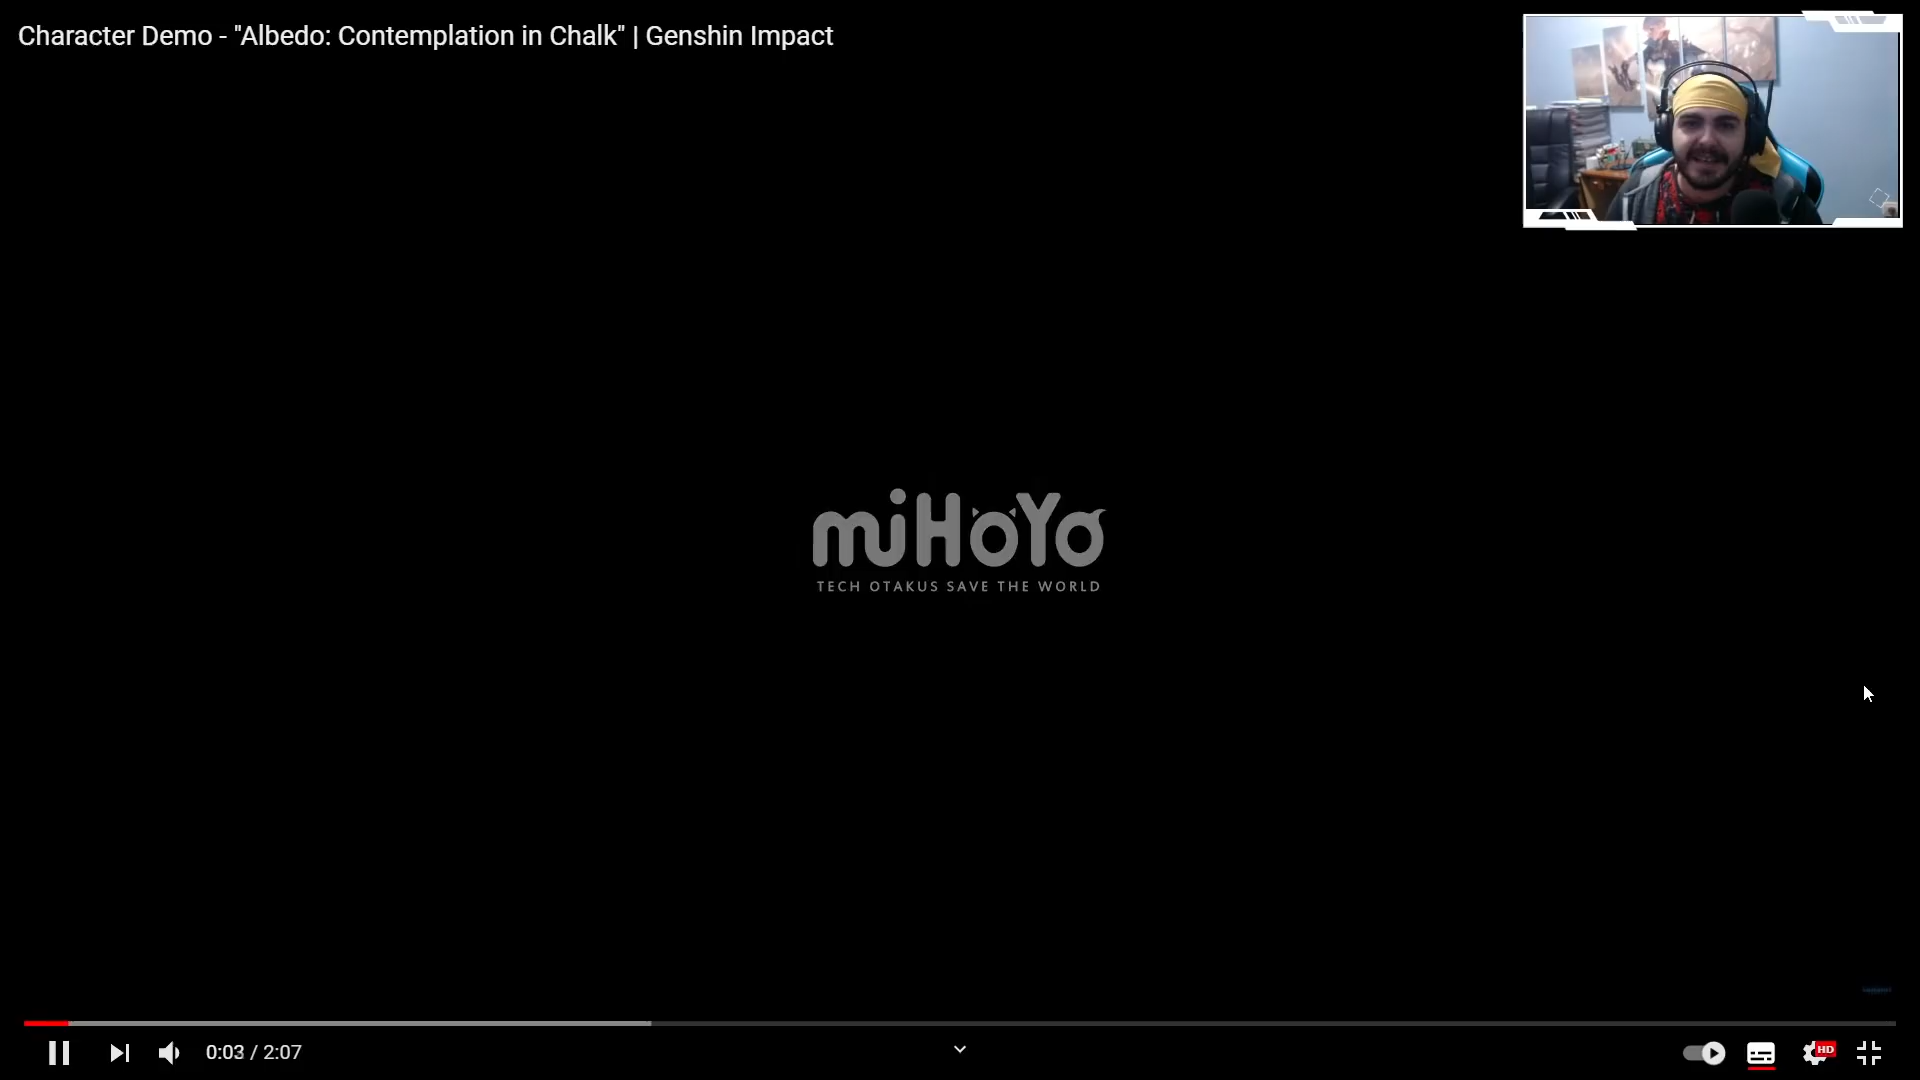 Character Demo - "Albedo: Contemplation in Chalk" | Genshin Impact
miHoYo
TECH OTAKUS SAVE THE WORLD
0:03 / 2:07
HD